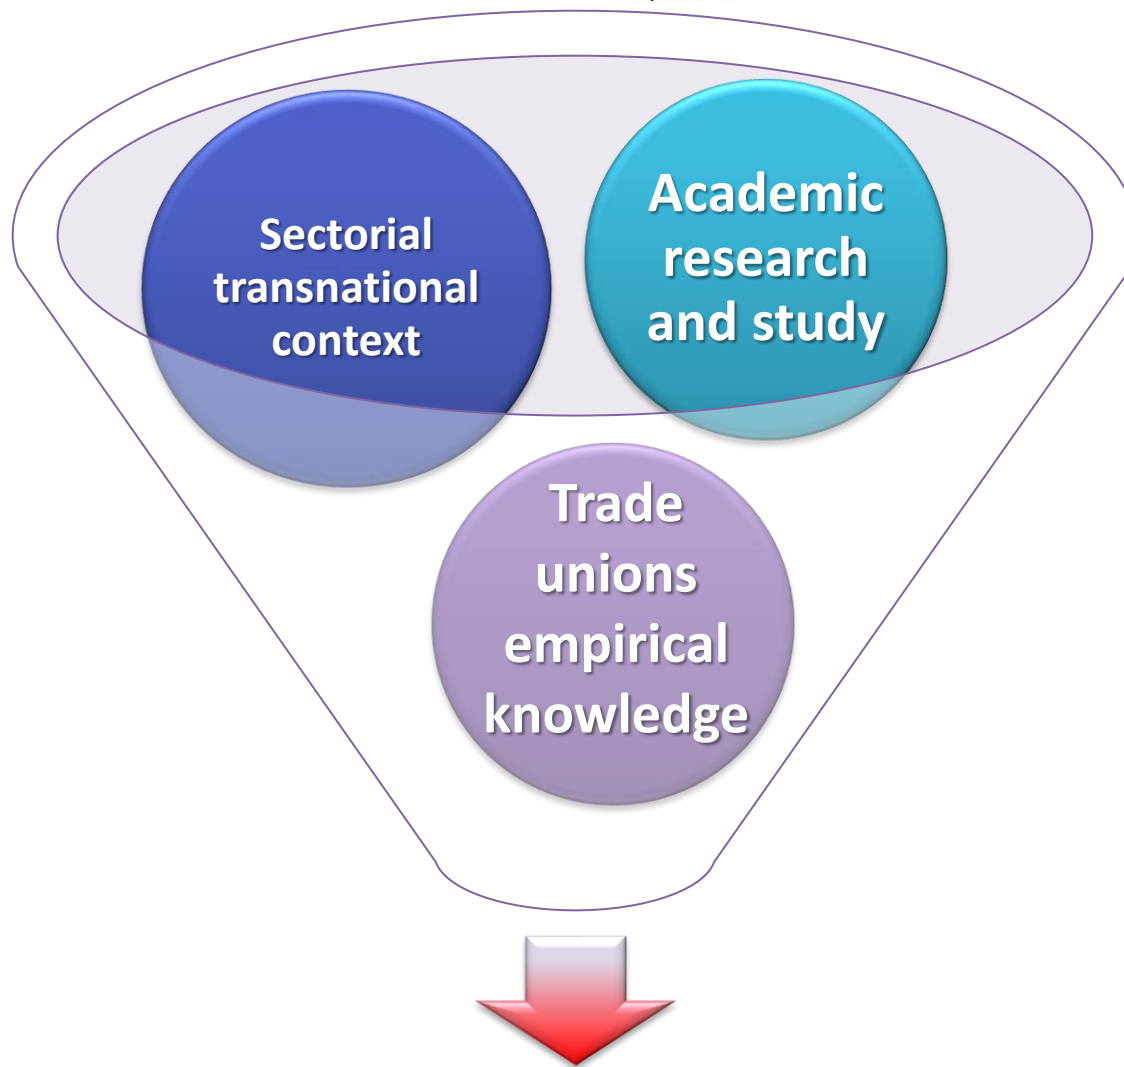 Sectorial
transnational
context
Academic
research
and study
Trade
unions
empirical
knowledge